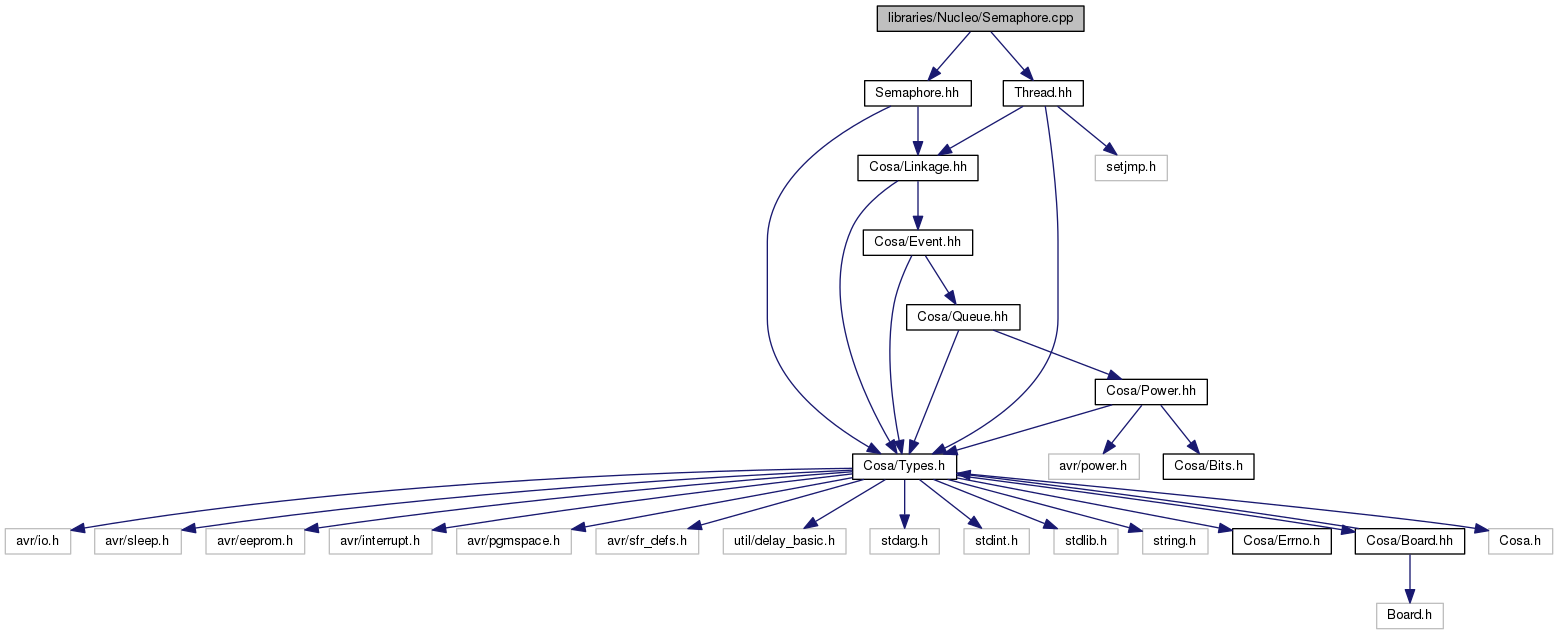 libraries/Nucleo/Semaphore.cpp
Semaphore.hh
Thread.hh
Cosa/Linkage.hh
setjmp.h
Cosa/Event.hh
Cosa/Queue.hh
Cosa/Power.hh
Cosa/Types.h
avr/power.h
Cosa/Bits.h
avr/io.h
avr/sleep.h
avr/eeprom.h
avr/interrupt.h
avr/pgmspace.h
avr/sfr_defs.h
util/delay_basic.h
stdarg.h
stdint.h
stdlib.h
string.h
Cosa/Errno.h
Cosa/Board.hh
Cosa.h
Board.h